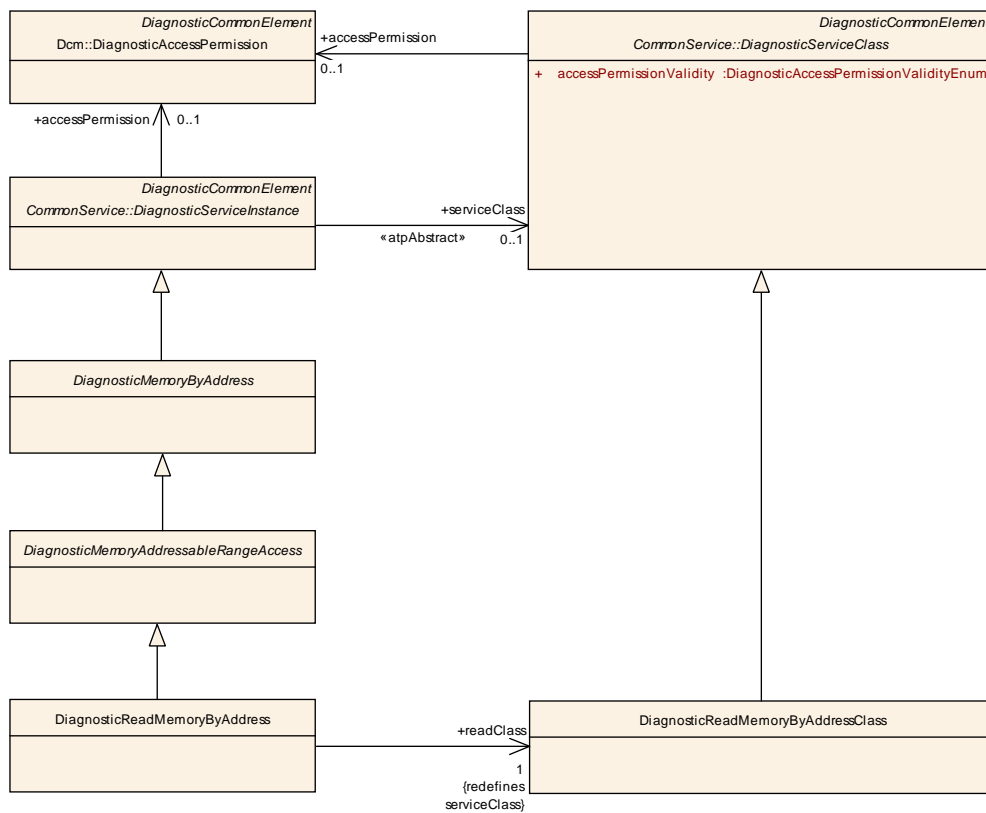 DiagnosticCommonElement
Dcm::DiagnosticAccessPermission
+accessPermission
0..1
DiagnosticCommonElemen
CommonService::DiagnosticServiceClass
+ accessPermissionValidity :DiagnosticAccessPermissionValidityEnum
+accessPermission
0..1
DiagnosticCommonElement
CommonService::DiagnosticServiceInstance
+serviceClass
«atpAbstract»
0..1
DiagnosticMemoryByAddress
DiagnosticMemoryAddressableRangeAccess
DiagnosticReadMemoryByAddress
+readClass
1
{redefines
serviceClass}
DiagnosticReadMemoryByAddressClass